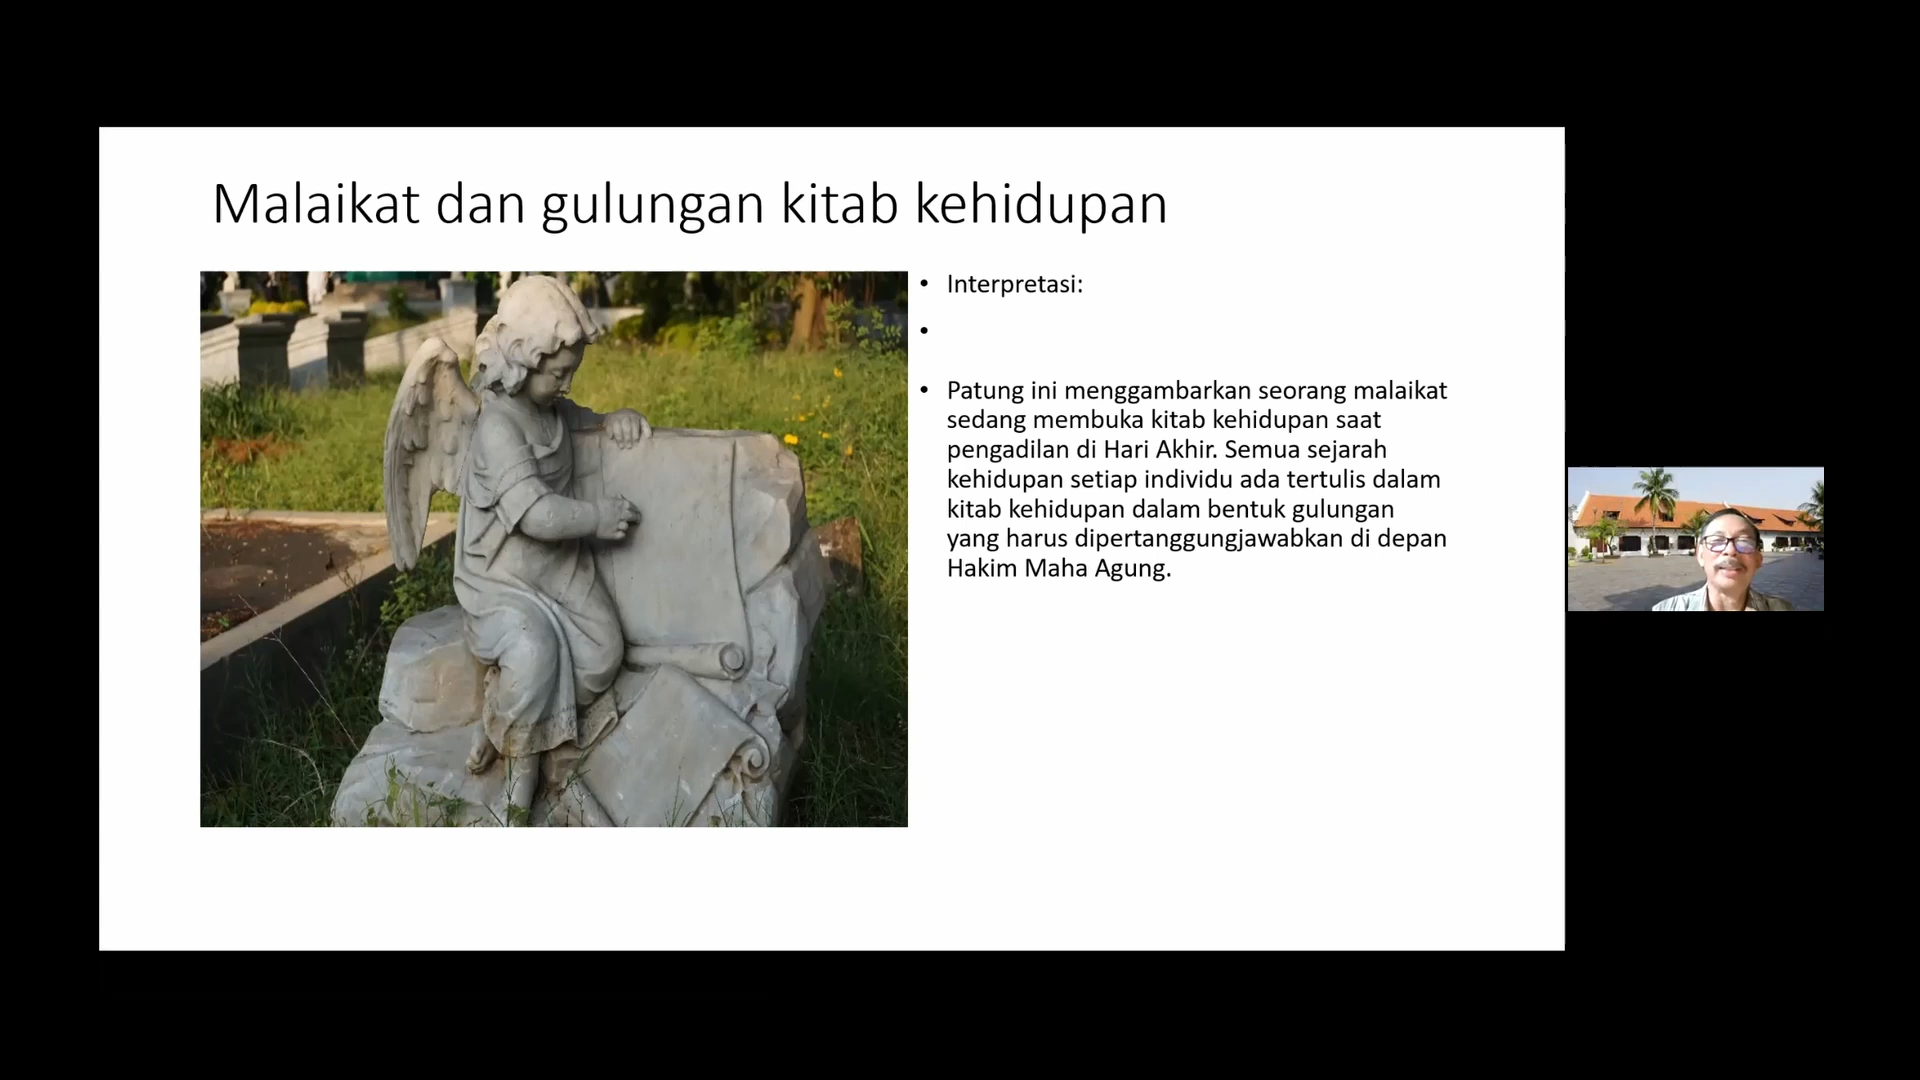 Malaikat dan gulungan kitab kehidupan
• Interpretasi:
•
• Patung ini menggambarkan seorang malaikat
sedang membuka kitab kehidupan saat
pengadilan di Hari Akhir. Semua sejarah
kehidupan setiap individu ada tertulis dalam
kitab kehidupan dalam bentuk gulungan
yang harus dipertanggungjawabkan di depan
Hakim Maha Agung.